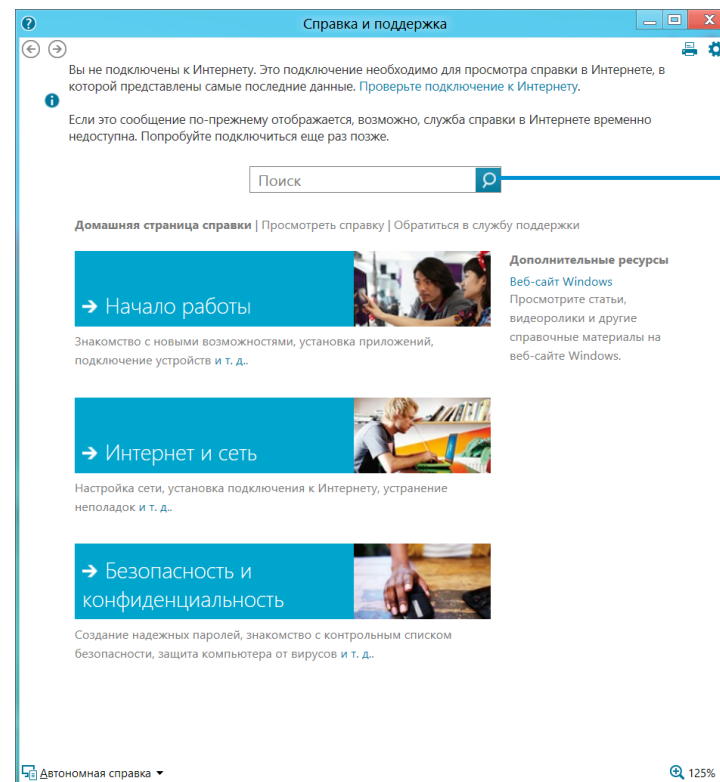 Справка и поддержка
Вы не подключены к Интернету. Это подключение необходимо для просмотра справки в Интернете, в
которой представлены самые последние данные. Проверьте подключение к Интернету.
Если это сообщение по-прежнему отображается, возможно, служба справки в Интернете временно
недоступна. Попробуйте подключиться еще раз позже.
Поиск
Домашняя страница справки | Просмотреть справку | Обратиться в службу поддержки
→ Начало работы
Знакомство с новыми возможностями, установка приложений,
подключение устройств и т. д..
Дополнительные ресурсы
Веб-сайт Windows
Просмотрите статьи,
видеоролики и другие
справочные материалы на
веб-сайте Windows.
→ Интернет и сеть
Настройка сети, установка подключения к Интернету, устранение
неполадок и т. д..
→ Безопасность и
конфиденциальность
Создание надежных паролей, знакомство с контрольным списком
безопасности, защита компьютера от вирусов и т. д..
Автономная справка
125%